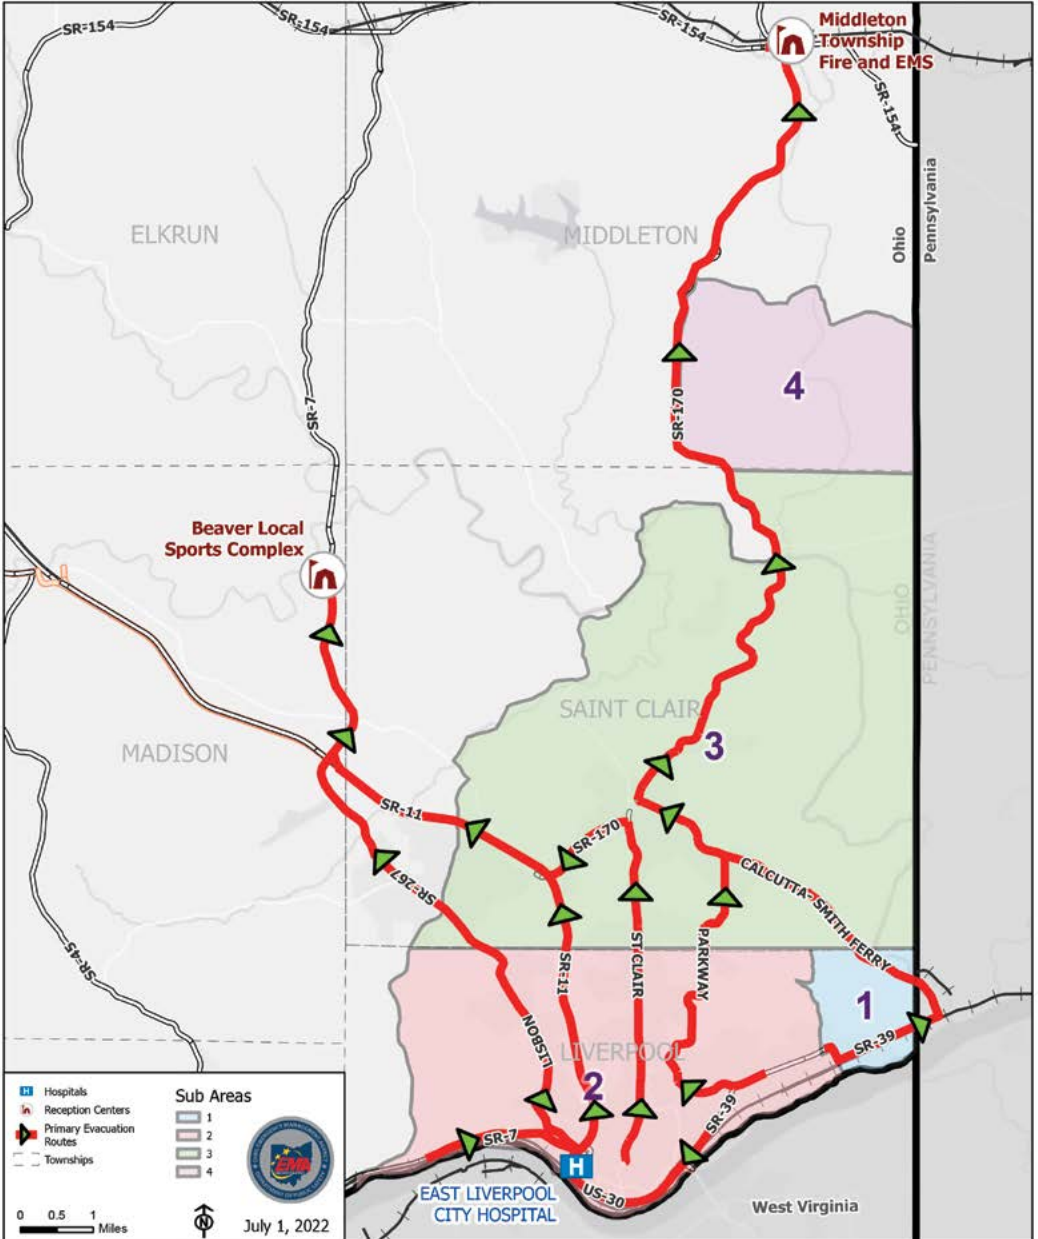 SR-154
SR-154
SR-154
Middleton
Township
Fire and EMS
SR-154
ELKRUN
MIDDLETON
Ohio
Pennsylvania
SR-7
SR-170
4
Beaver Local
Sports Complex
OHIO
PENNSYLVANIA
SAINT CLAIR
3
MADISON
SR-11
SR-170
SR-267
CALCUTTA- SMITH FERRY
SR-45
SR-11
ST CLAIR
PARKWAY
1
LISBON
LIVERPOOL
SR-39
2
SR-39
SR-7
H
US-30
EAST LIVERPOOL
CITY HOSPITAL
West Virginia
H Hospitals
Reception Centers
Primary Evacuation
Routes
Townships
Sub Areas
1
2
3
4
EMA
0 0.5 1
Miles
N
July 1, 2022